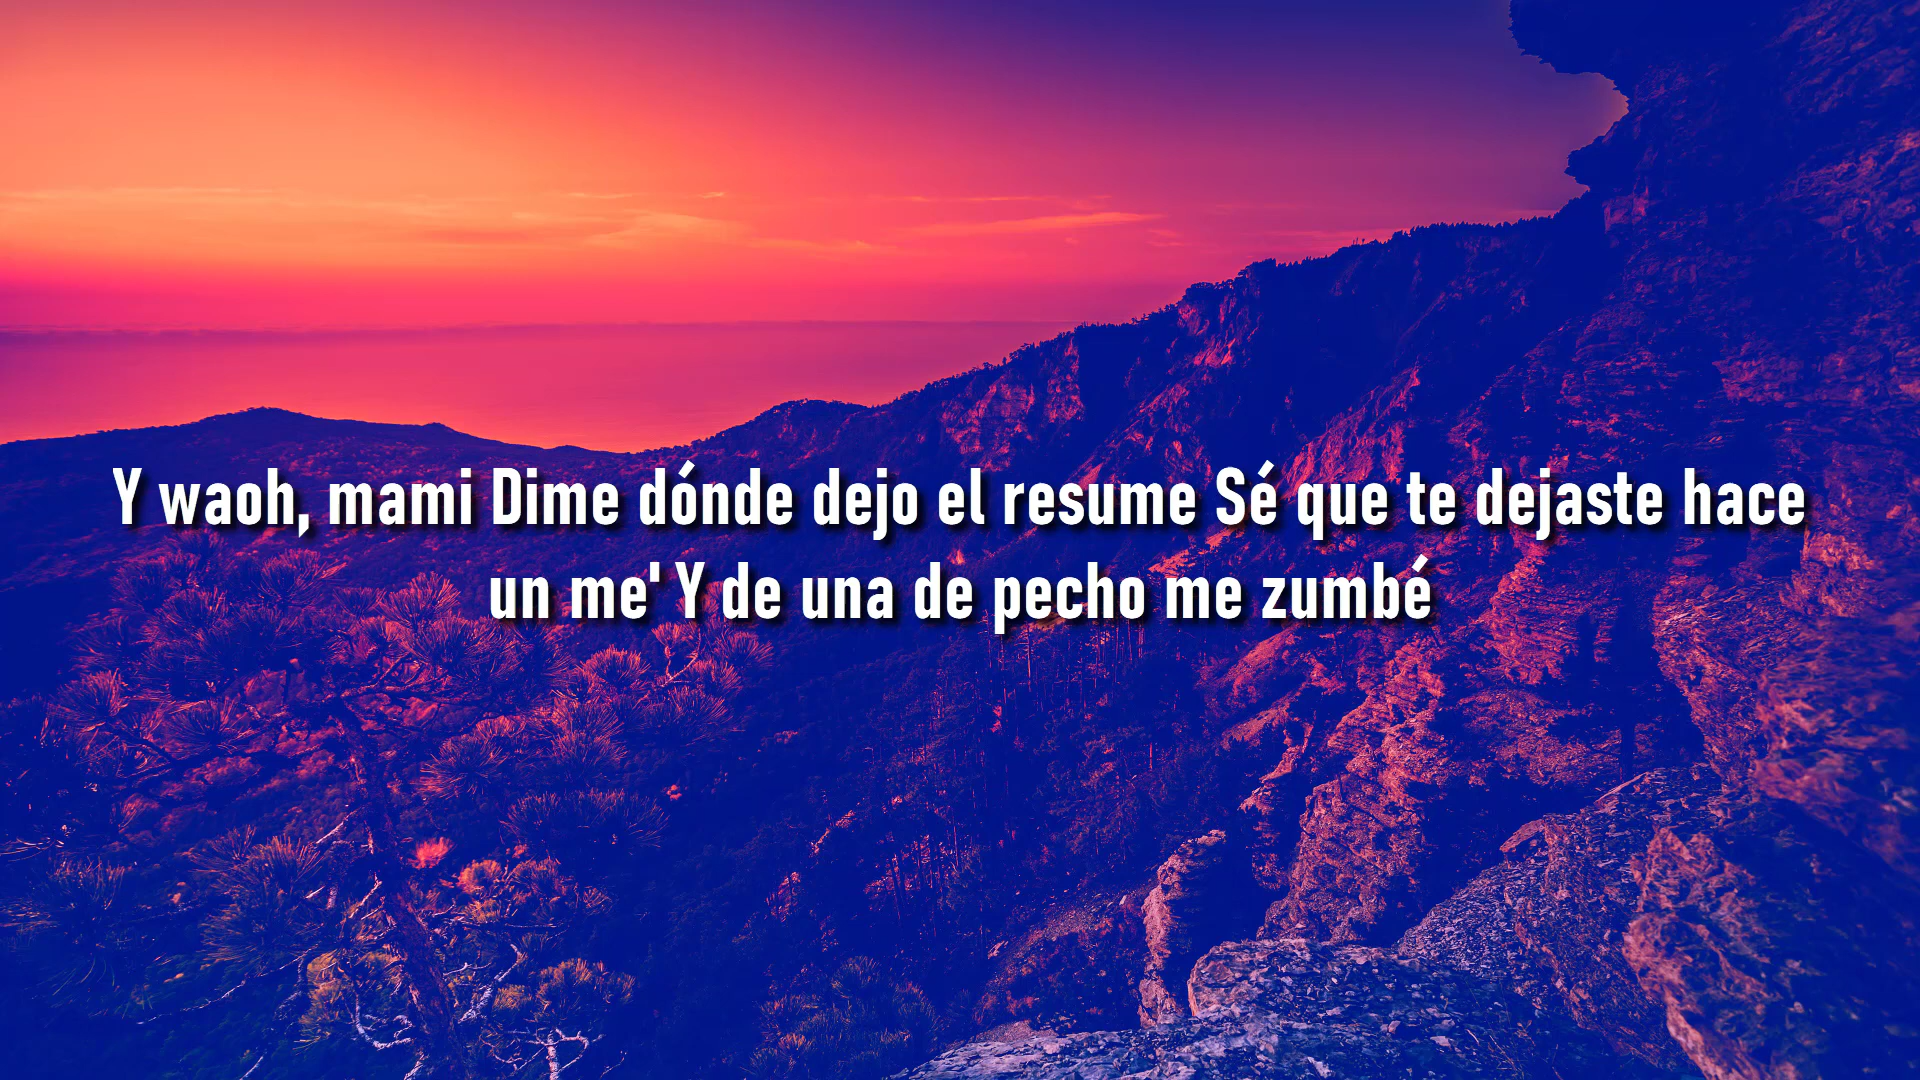 Y waoh, mami Dime dónde dejo el resume Sé que te dejaste hace
un me' Y de una de pecho me zumbé